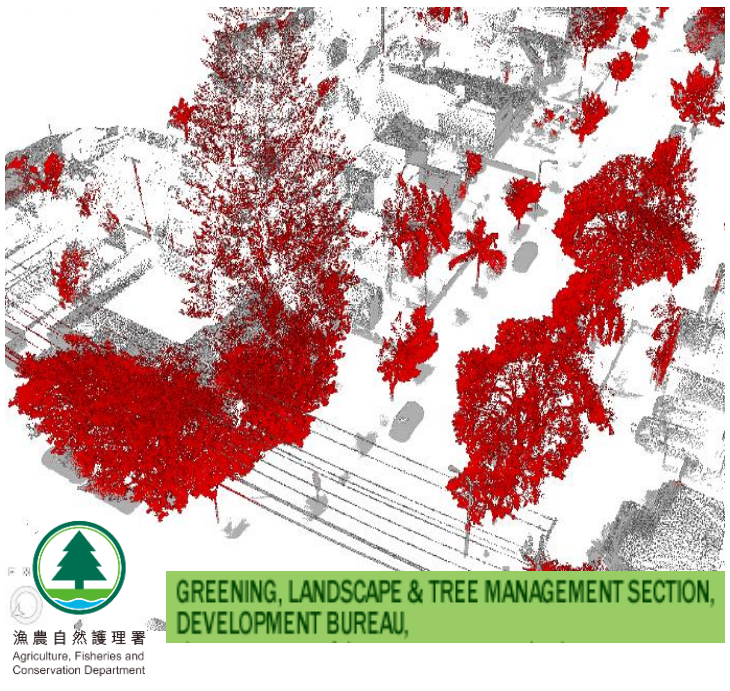 GREENING, LANDSCAPE & TREE MANAGEMENT SECTION,
DEVELOPMENT BUREAU,
漁農自然護理署
Agriculture, Fisheries and
Conservation Department